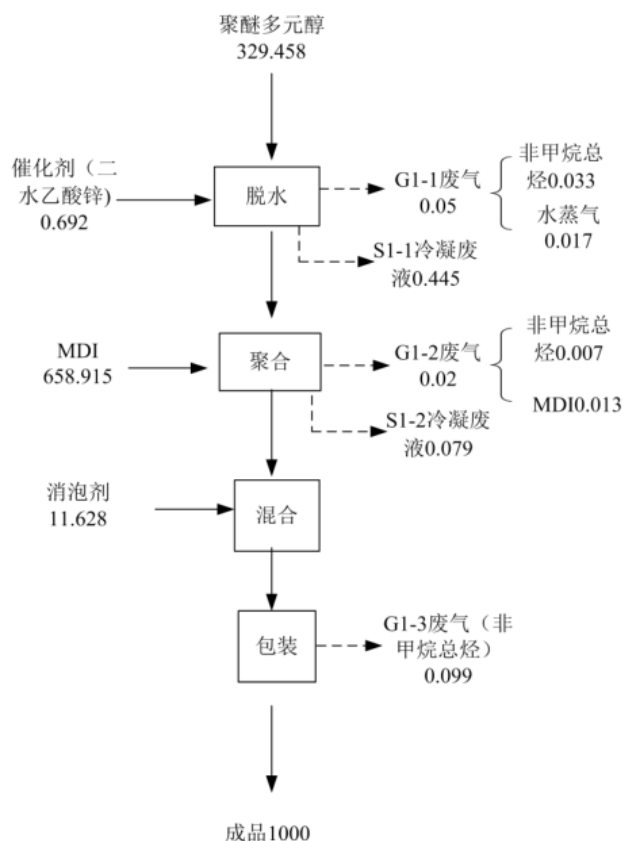 聚醚多元醇
329.458
催化剂（二
水乙酸锌)
0.692
脱水
G1-1废气
0.05
非甲烷总
烃0.033
水蒸气
0.017
S1-1冷凝废
液0.445
MDI
658.915
聚合
G1-2废气
0.02
非甲烷总
烃0.007
MDI0.013
S1-2冷凝废
液0.079
消泡剂
11.628
混合
包装
G1-3废气（非
甲烷总烃）
0.099
成品1000